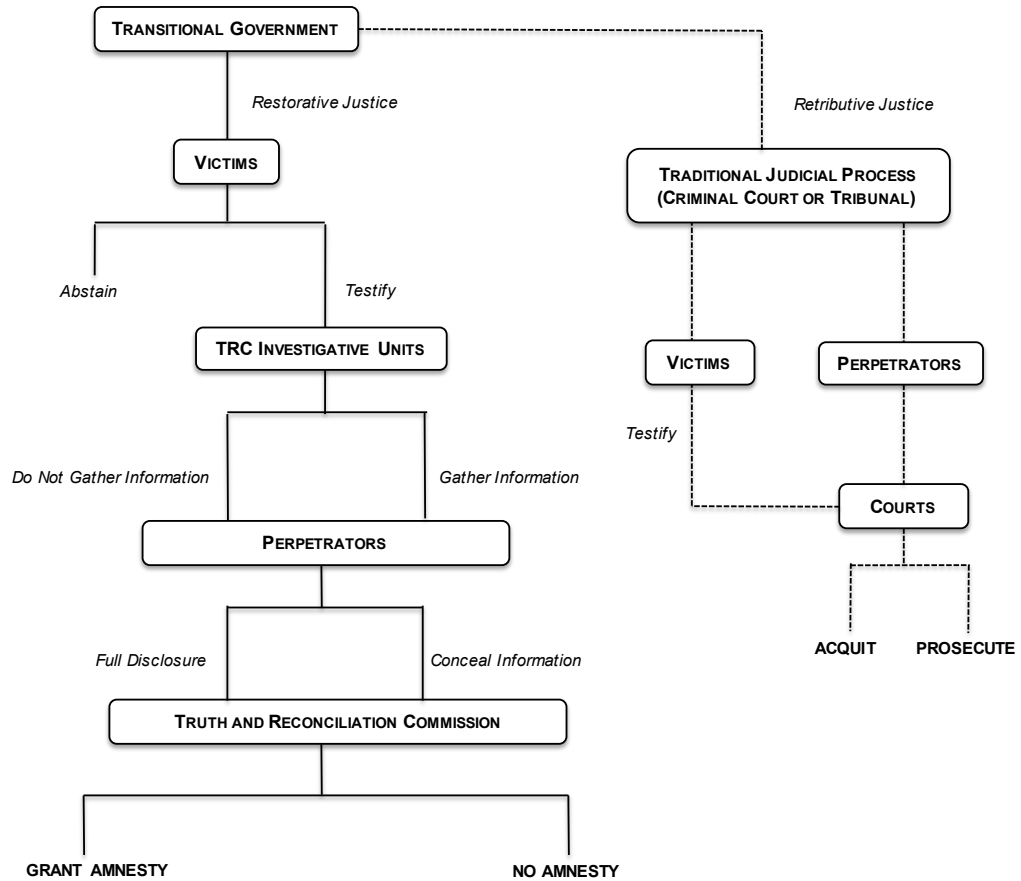 TRANSITIONAL GOVERNMENT
Restorative Justice
Retributive Justice
VICTIMS
TRADITIONAL JUDICIAL PROCESS
(CRIMINAL COURT OR TRIBUNAL)
Abstain
Testify
TRC INVESTIGATIVE UNITS
VICTIMS
PERPETRATORS
Testify
Do Not Gather Information
Gather Information
COURTS
PERPETRATORS
ACQUIT
PROSECUTE
Full Disclosure
Conceal Information
TRUTH AND RECONCILIATION COMMISSION
GRANT AMNESTY
NO AMNESTY